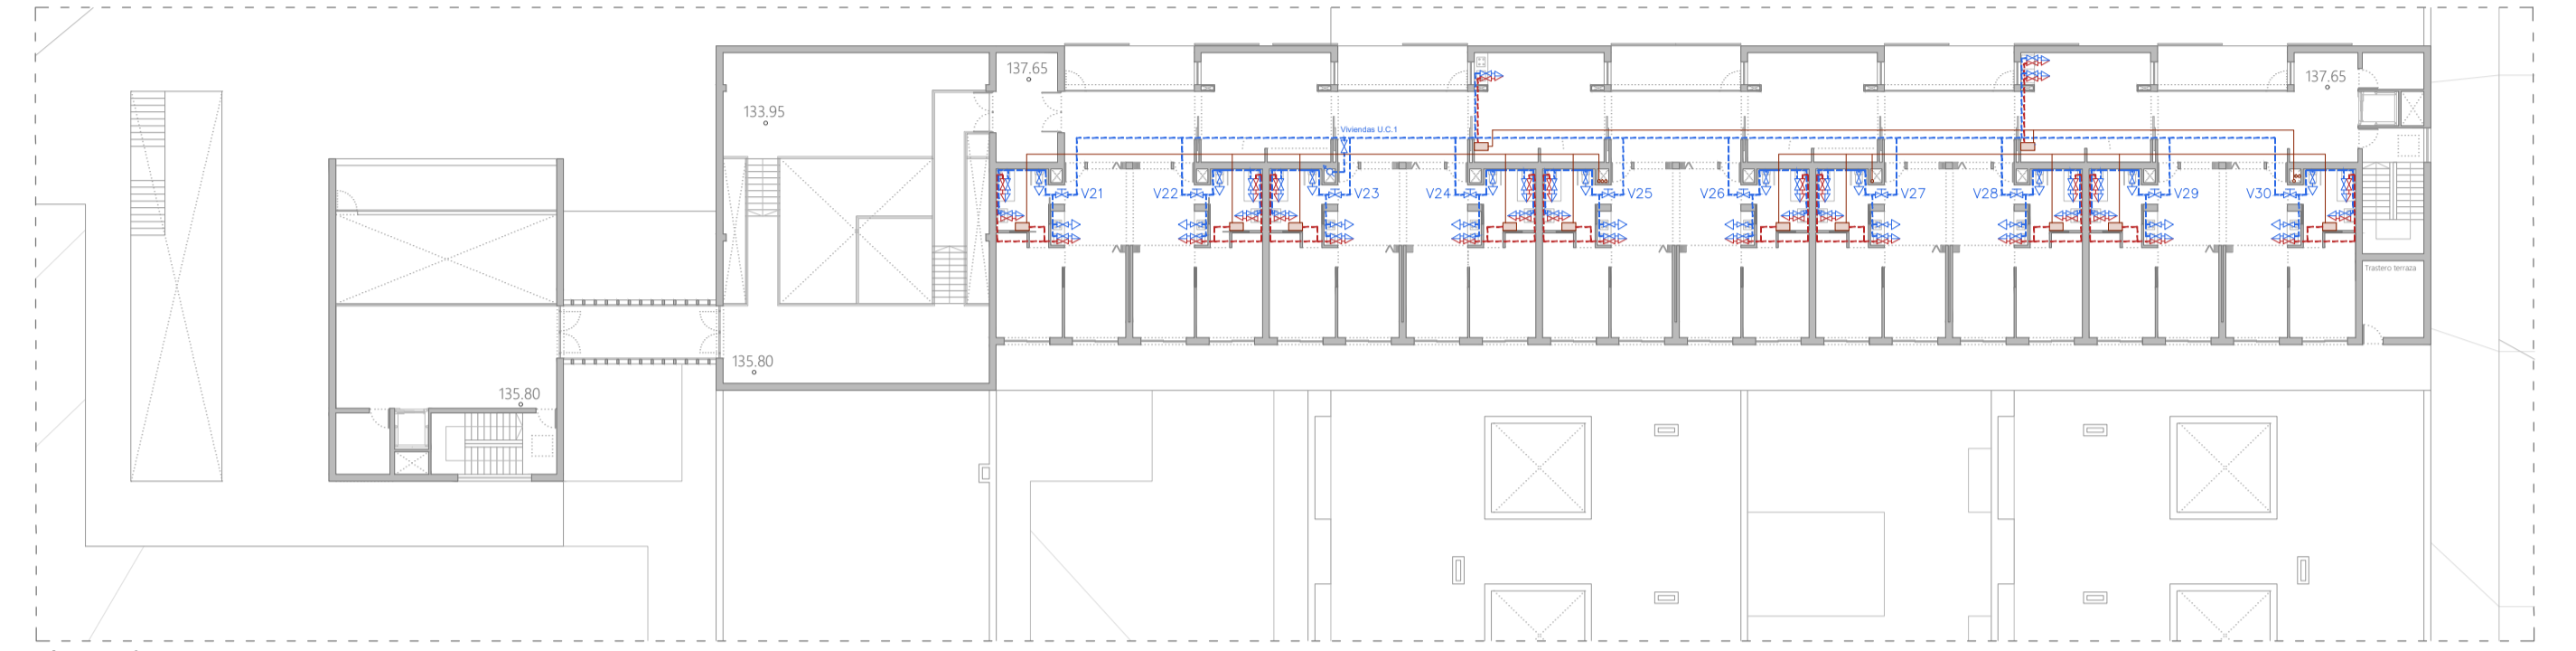 137.65
137.65
133.95
Viviendas U.C.1
V21
V22
V23
V24
V25
V26
V27
V28
V29
V30
Trastero terraza
135.80
135.80